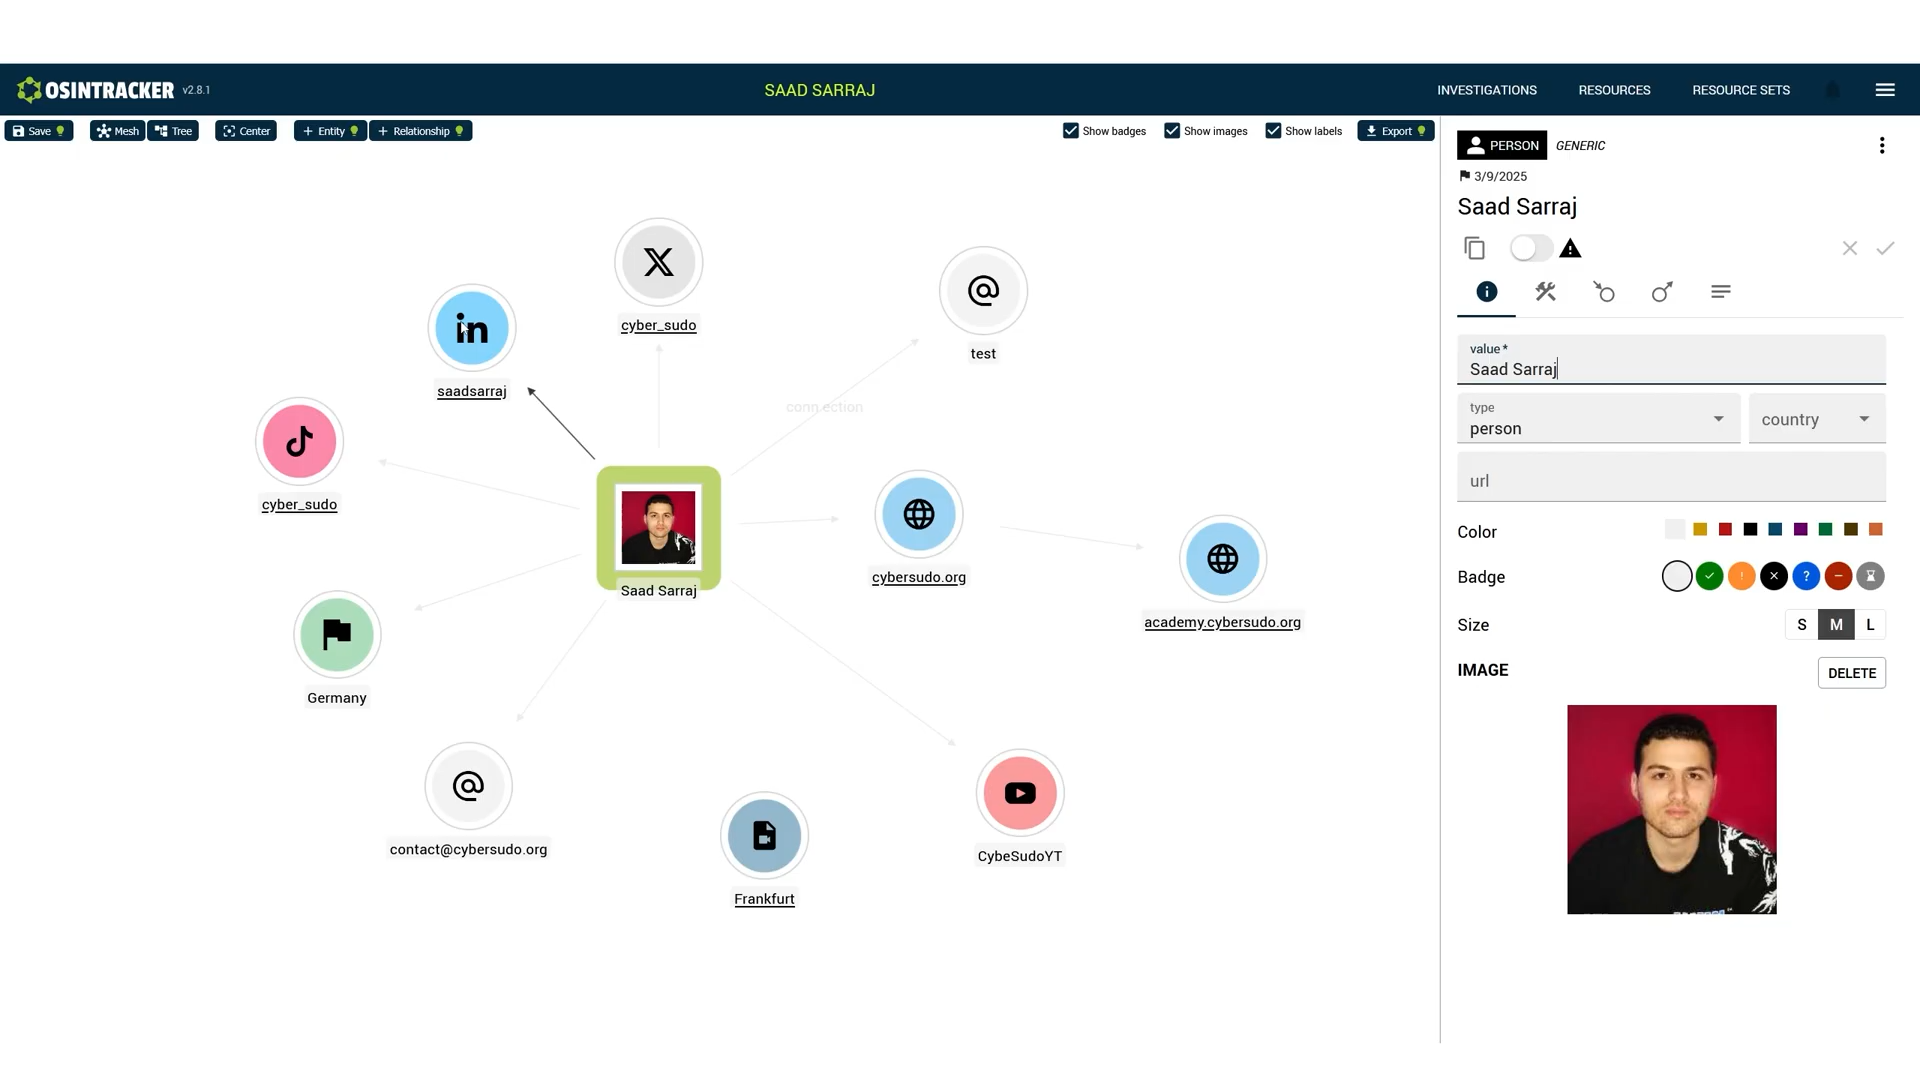 OSINTRACKER v2.8.1
SAAD SARRAJ
INVESTIGATIONS
RESOURCES
RESOURCE SETS
Save
Mesh
Tree
Center
+ Entity
+ Relationship
Show badges
Show images
Show labels
Export
PERSON
GENERIC
3/9/2025
Saad Sarraj
value *
Saad Sarraj
type
person
country
url
Color
Badge
Size
S
M
L
IMAGE
DELETE
cyber_sudo
test
saadsarraj
connection
cyber_sudo
cybersudo.org
Saad Sarraj
academy.cybersudo.org
Germany
contact@cybersudo.org
CybeSudoYT
Frankfurt